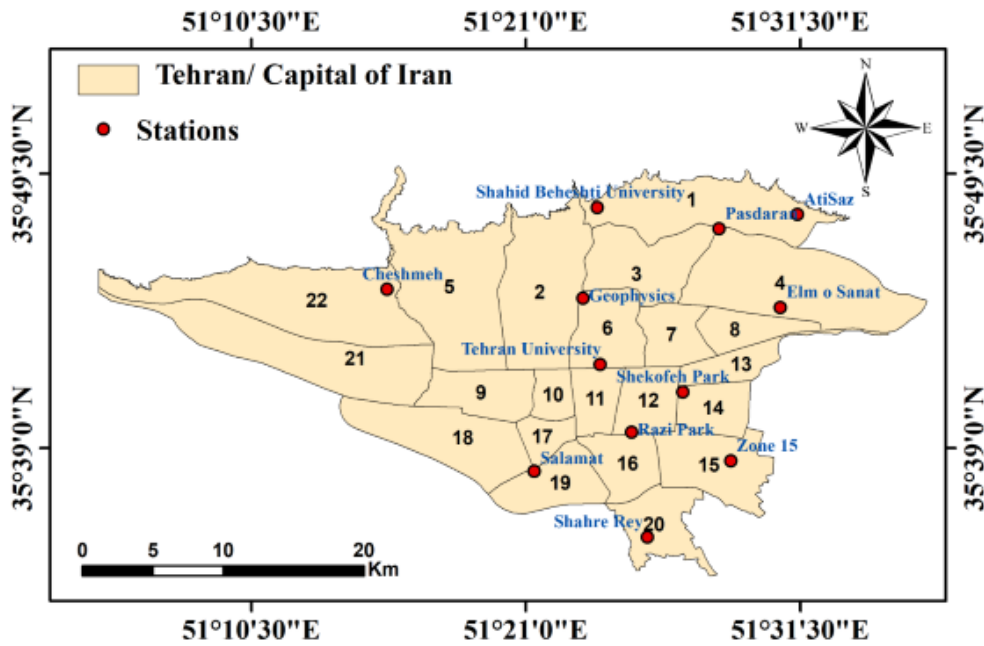 51°10'30"E 51°21'0"E 51°31'30"E
Tehran/ Capital of Iran
Stations
N
W E
S
35°49'30"N 35°49'30"N
Shahid Beheshti University
1
AtiSaz
Pasdaran
Cheshmeh
22
5
2
3
4
Geophysics
Elm o Sanat
6
7
8
21
Tehran University
13
Shekofeh Park
9
10
11
12
14
18
17
Razi Park
Zone 15
35°39'0"N 35°39'0"N
Salamat
16
15
19
Shahre Rey
20
0 5 10 20
Km
51°10'30"E 51°21'0"E 51°31'30"E